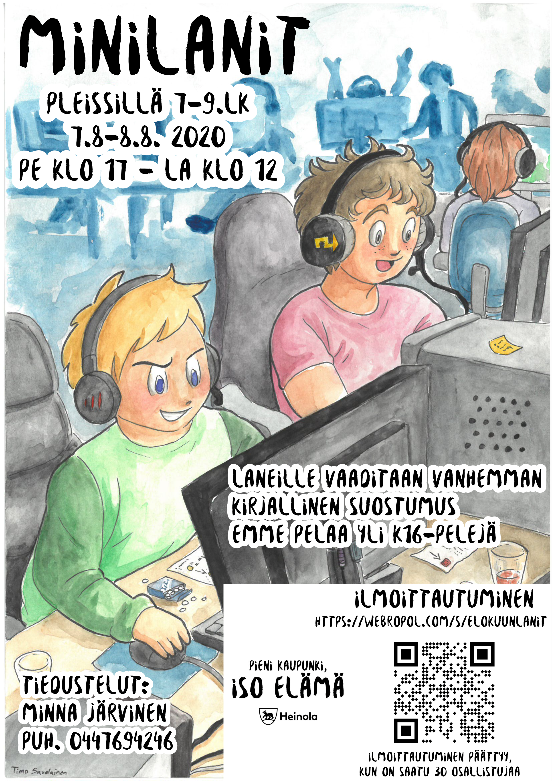 MiNiLANiT
PLEISSILLÄ 7-9.LK
7.8-8.8. 2020
PE KLO 17 - LA KLO 12
LANEILLE VAADITAAN VANHEMMAN
KIRJALLINEN SUOSTUMUS
EMME PELAA YLI K16-PELEJÄ
iLMOiTTAUTUMiNEN
HTTPS://WEBROPOL.COM/S/ELOKUUNLANIT
PIENI KAUPUNKI,
iSO ELÄMÄ
Heinola
TIEDUSTELUT:
MINNA JÄRVINEN
PUH. 0447694246
iLMOITTAUTUMINEN PÄÄTTYY,
KUN ON SAATU 30 OSALLISTUJAA